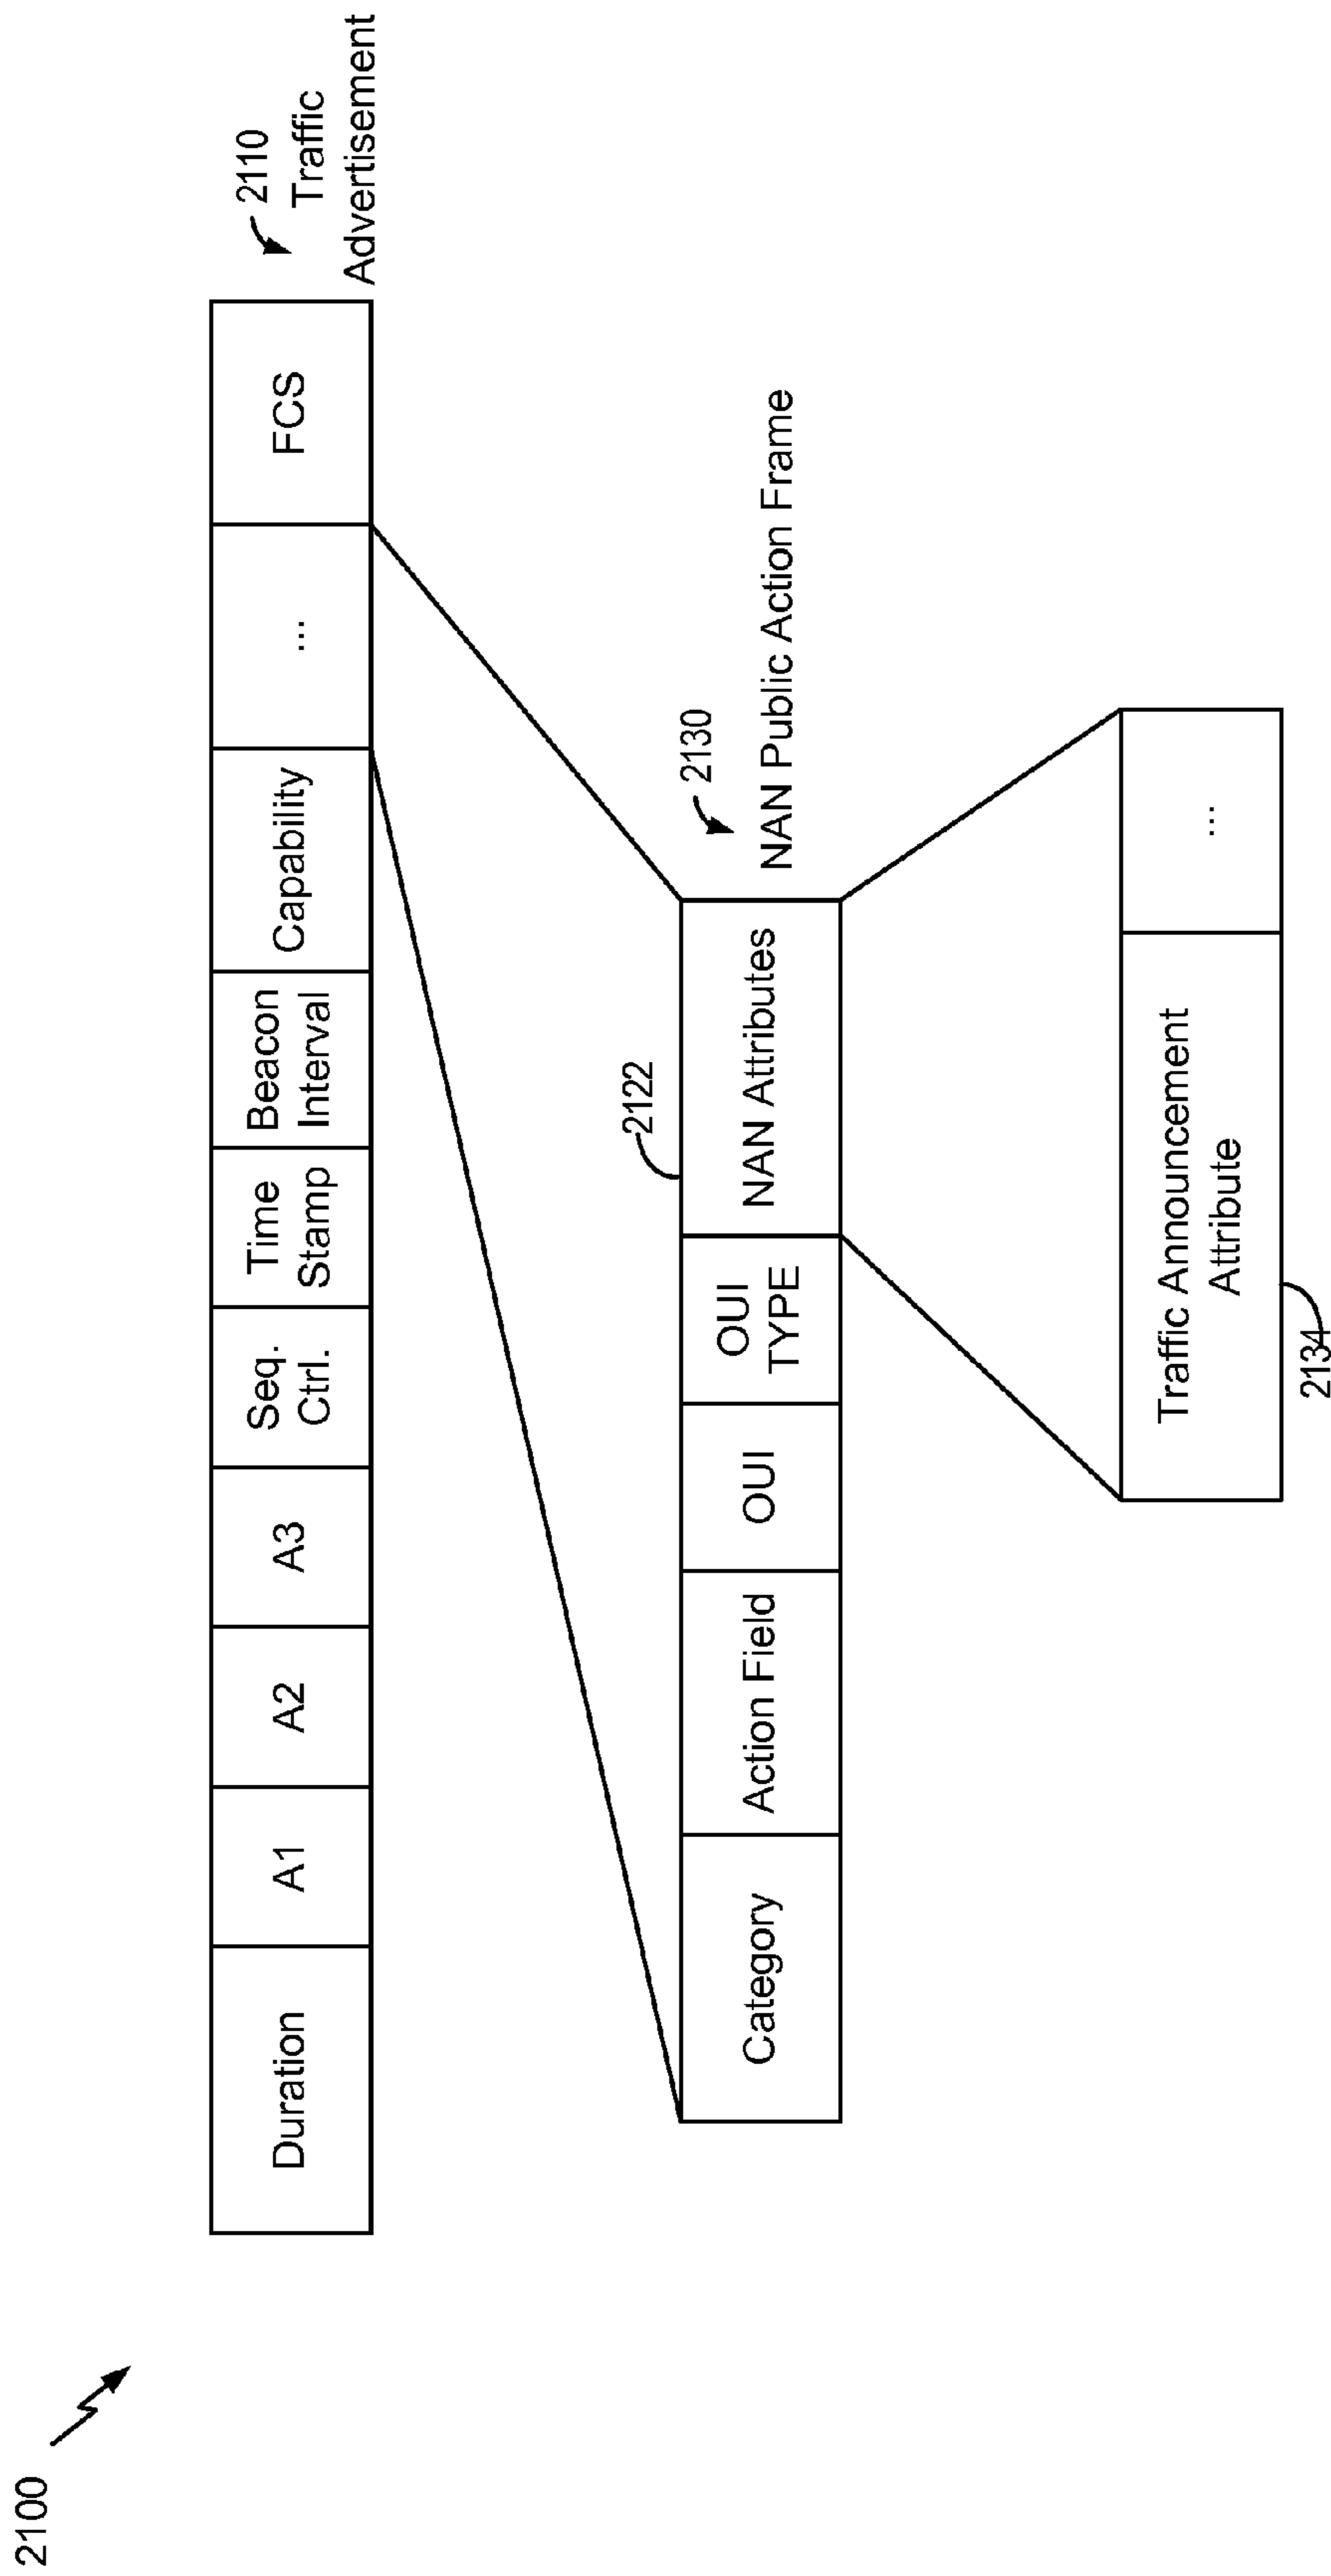 2100
2110
Traffic
Advertisement
Duration
A1
A2
A3
Seq.
Ctrl.
Time
Stamp
Beacon
Interval
Capability
...
FCS
2130
NAN Public Action Frame
2122
Category
Action Field
OUI
OUI
TYPE
NAN Attributes
Traffic Announcement
Attribute
...
2134